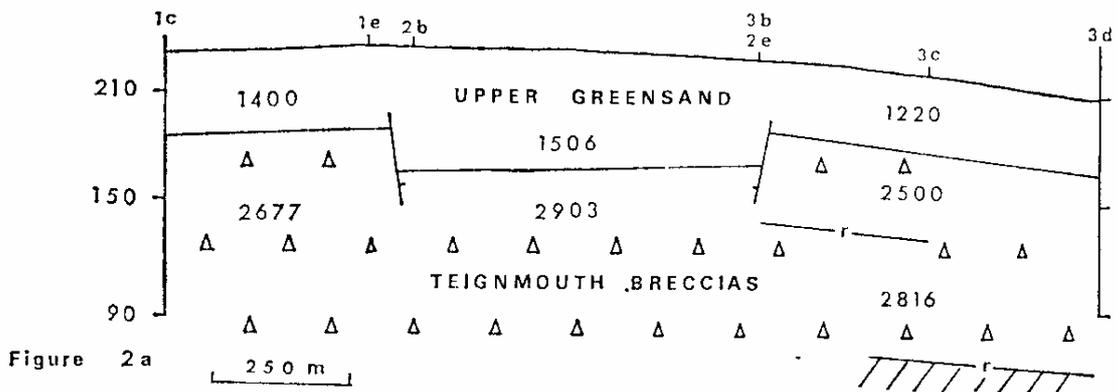 1c 1e 2b 3b 3d
2e 3c
210 1400 UPPER GREENSAND 1220
1506
150 2677 2903 2500
r
TEIGNMOUTH BRECCIAS
90 2816
Figure 2a 250 m r